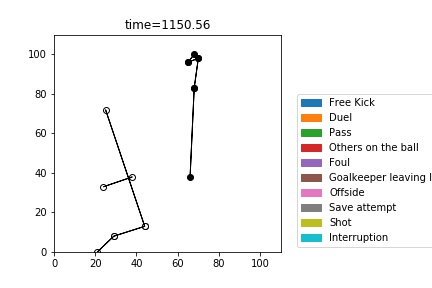 time=1150.56
100
80
60
40
20
0
0 20 40 60 80 100
Free Kick
Duel
Pass
Others on the ball
Foul
Goalkeeper leaving l
Offside
Save attempt
Shot
Interruption